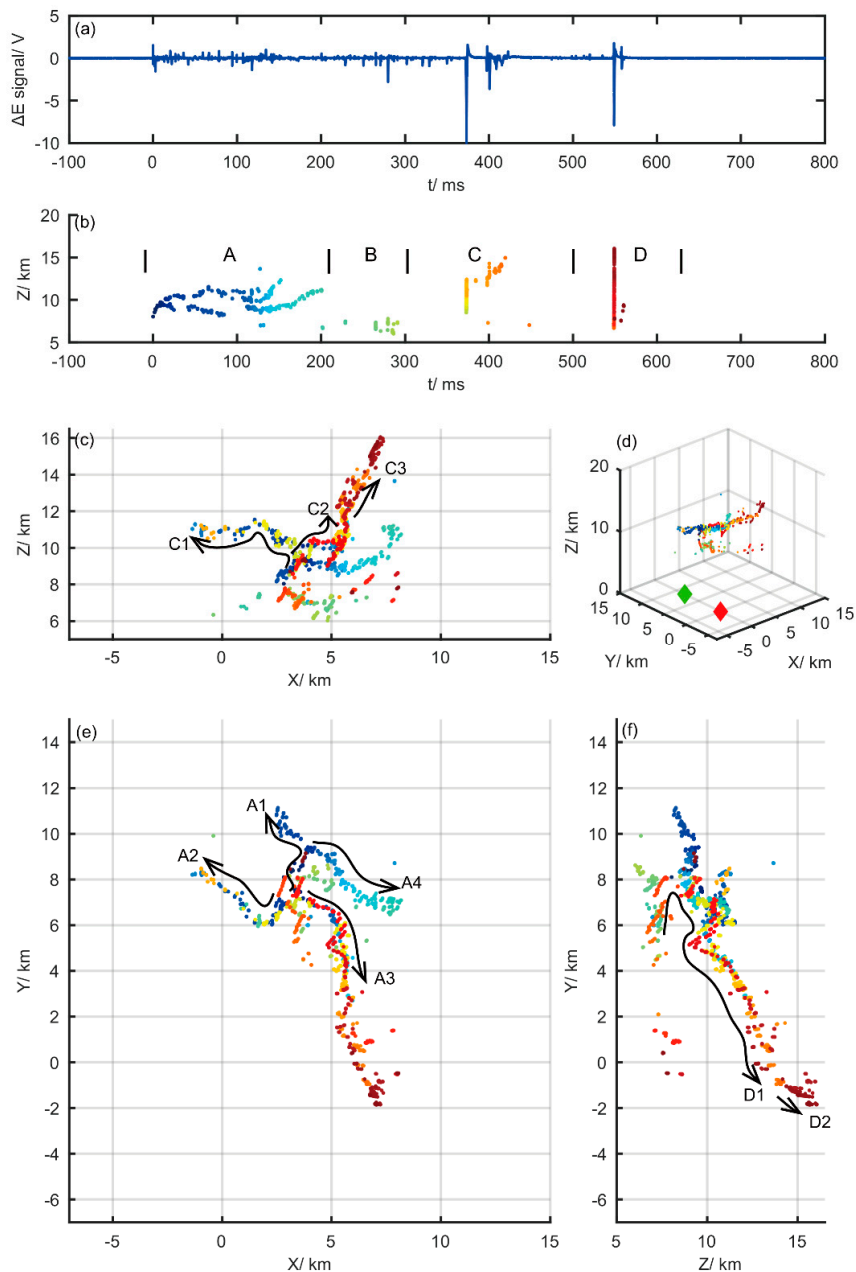 (a)
5
0
-5
-10
ΔE signal/ V
-100 0 100 200 300 400 500 600 700 800
t/ ms
(b)
20
15
10
5
Z/ km
A B C D
-100 0 100 200 300 400 500 600 700 800
t/ ms
(c)
16
14
12
10
8
6
Z/ km
C1 C2 C3
-5 0 5 10 15
X/ km
(d)
20
10
0
Z/ km
15 10 5 0 -5
Y/ km
-5 0 5 10 15
X/ km
(e)
14
12
10
8
6
4
2
0
-2
-4
-6
Y/ km
A1
A2
A4
A3
-5 0 5 10 15
X/ km
(f)
14
12
10
8
6
4
2
0
-2
-4
-6
Y/ km
D1
D2
5 10 15
Z/ km